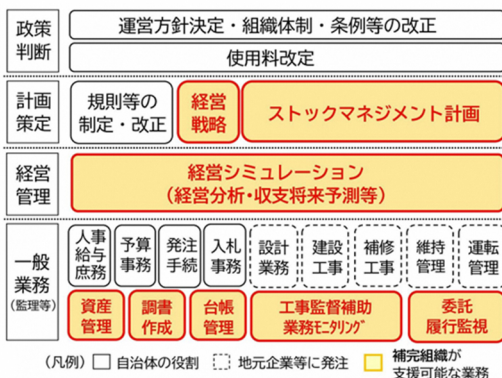 政策
判断
運営方針決定・組織体制・条例等の改正
使用料改定
計画
策定
規則等の
制定・改正
経営
戦略
ストックマネジメント計画
経営
管理
経営シミュレーション
（経営分析・収支将来予測等）
一般
業務
（監理等）
人事
給与
庶務
予算
事務
発注
手続
入札
事務
設計
業務
建設
工事
補修
工事
維持
管理
運転
管理
資産
管理
調書
作成
台帳
管理
工事監督補助
業務ﾓﾆﾀﾘﾝｸﾞ
委託
履行監視
（凡例）
自治体の役割
地元企業等に発注
補完組織が
支援可能な業務